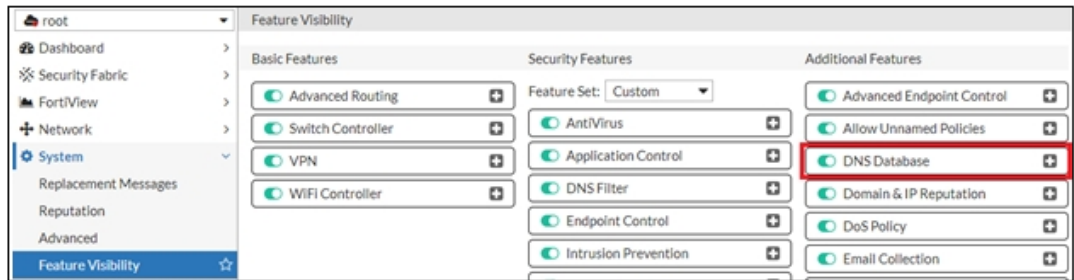 root
Dashboard
Security Fabric
FortiView
Network
System
Replacement Messages
Reputation
Advanced
Feature Visibility
Feature Visibility
Basic Features
Advanced Routing
Switch Controller
VPN
WiFi Controller
Security Features
Feature Set: Custom
AntiVirus
Application Control
DNS Filter
Endpoint Control
Intrusion Prevention
Additional Features
Advanced Endpoint Control
Allow Unnamed Policies
DNS Database
Domain & IP Reputation
DoS Policy
Email Collection